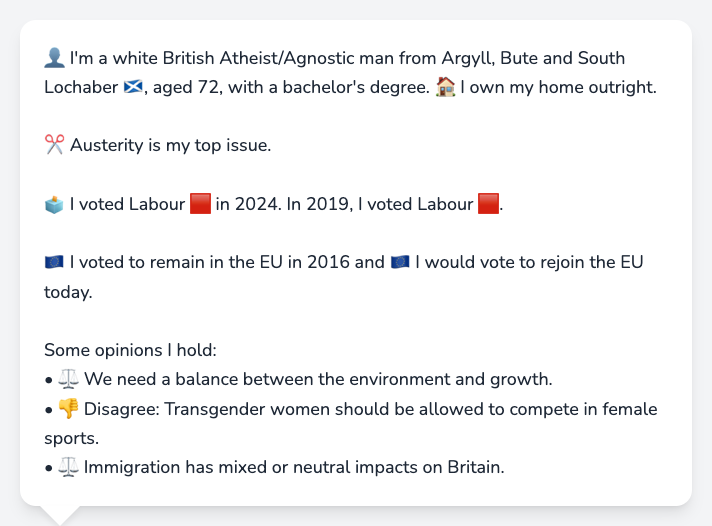 👤 I'm a white British Atheist/Agnostic man from Argyll, Bute and South
Lochaber 🏴󠁧󠁢󠁳󠁣󠁴󠁿, aged 72, with a bachelor's degree. 🏠 I own my home outright.
✂️ Austerity is my top issue.
🗳️ I voted Labour 🟥 in 2024. In 2019, I voted Labour 🟥.
🇪🇺 I voted to remain in the EU in 2016 and 🇪🇺 I would vote to rejoin the EU
today.
Some opinions I hold:
• ⚖️ We need a balance between the environment and growth.
• 👎 Disagree: Transgender women should be allowed to compete in female
sports.
• ⚖️ Immigration has mixed or neutral impacts on Britain.